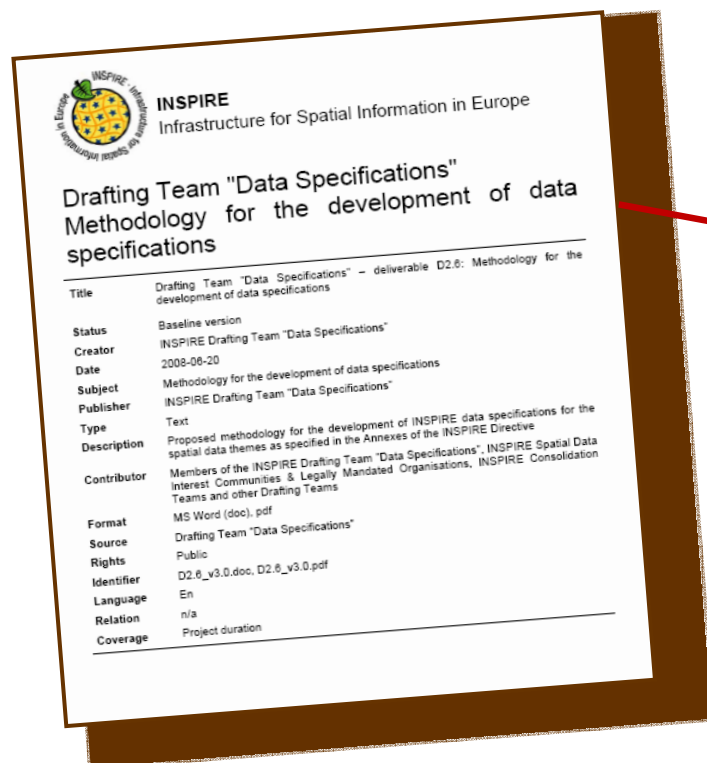 INSPIRE - Infrastructure for Spatial Information in Europe
INSPIRE
Infrastructure for Spatial Information in Europe
Drafting Team "Data Specifications"
Methodology for the development of data
specifications
Title Drafting Team "Data Specifications" – deliverable D2.6: Methodology for the
development of data specifications
Status Baseline version
Creator INSPIRE Drafting Team "Data Specifications"
Date 2008-06-20
Subject Methodology for the development of data specifications
Publisher INSPIRE Drafting Team "Data Specifications"
Type Text
Description Proposed methodology for the development of INSPIRE data specifications for the
spatial data themes as specified in the Annexes of the INSPIRE Directive
Contributor Members of the INSPIRE Drafting Team "Data Specifications", INSPIRE Spatial Data
Interest Communities & Legally Mandated Organisations, INSPIRE Consolidation
Teams and other Drafting Teams
Format MS Word (doc), pdf
Source Drafting Team "Data Specifications"
Rights Public
Identifier D2.6_v3.0.doc, D2.6_v3.0.pdf
Language En
Relation n/a
Coverage Project duration